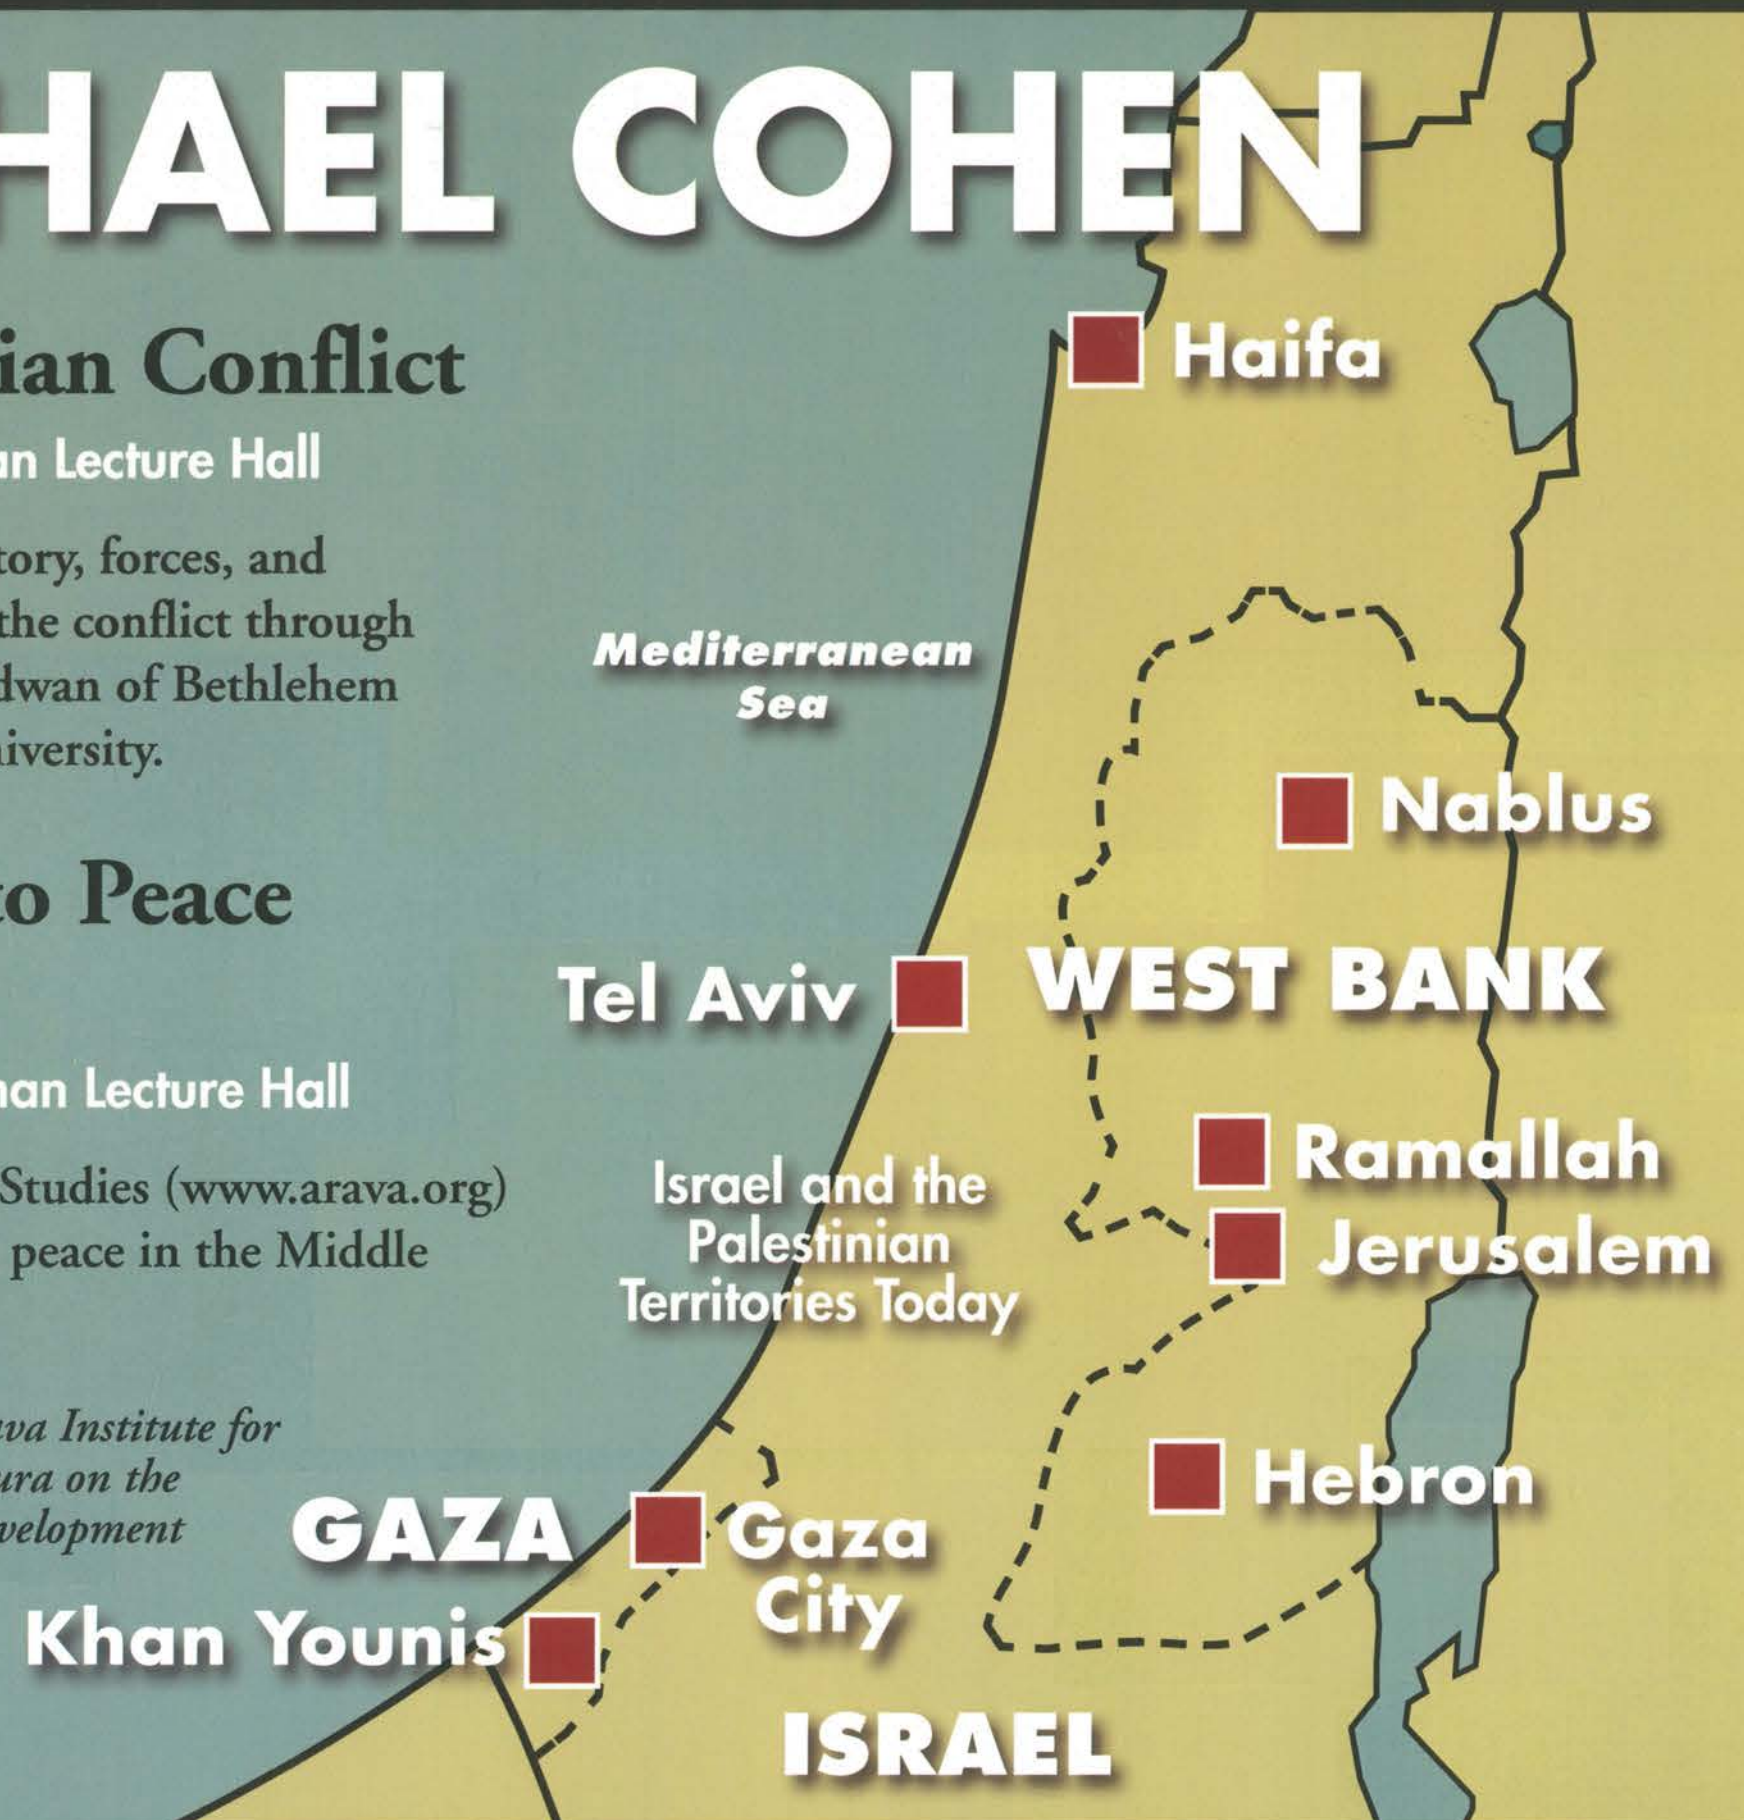 HAEL COHEN
ian Conflict
an Lecture Hall
tory, forces, and
the conflict through
dwan of Bethlehem
iversity.
to Peace
an Lecture Hall
Studies (www.arava.org)
peace in the Middle
va Institute for
ura on the
velopment
Haifa
Mediterranean
Sea
Nablus
Tel Aviv
WEST BANK
Ramallah
Israel and the
Palestinian
Territories Today
Jerusalem
Hebron
GAZA
Gaza
City
Khan Younis
ISRAEL